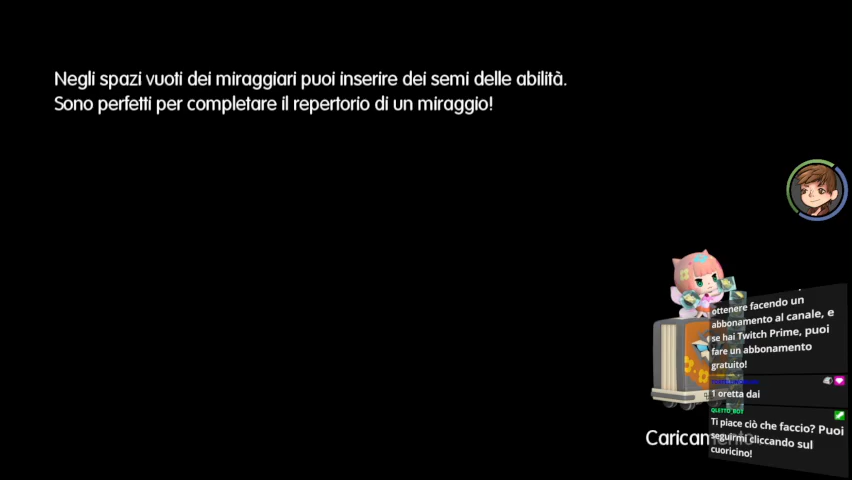 Negli spazi vuoti dei miraggiari puoi inserire dei semi delle abilità.
Sono perfetti per completare il repertorio di un miraggio!
ottenere facendo un
abbonamento al canale, e
se hai Twitch Prime, puoi
fare un abbonamento
gratuito!
1 oretta dai
QLETTO_BOT
Ti piace ciò che faccio? Puoi
seguirmi cliccando sul
cuoricino!
Caricamento